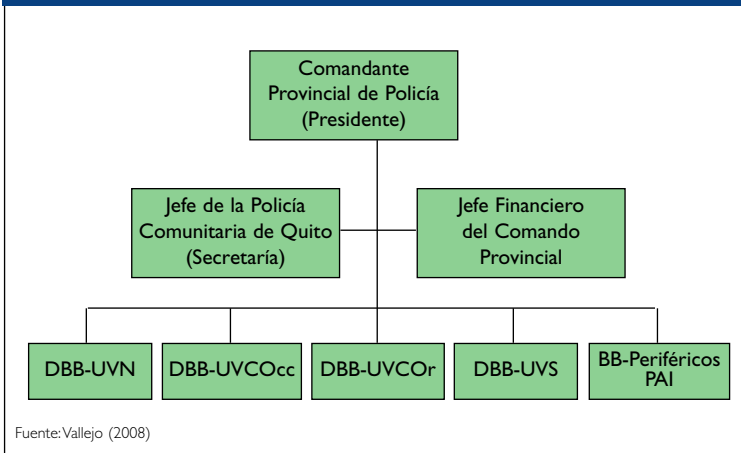 Comandante
Provincial de Policía
(Presidente)
Jefe de la Policía
Comunitaria de Quito
(Secretaría)
Jefe Financiero
del Comando
Provincial
DBB-UVN
DBB-UVCOcc
DBB-UVCOr
DBB-UVS
BB-Periféricos
PAI
Fuente: Vallejo (2008)